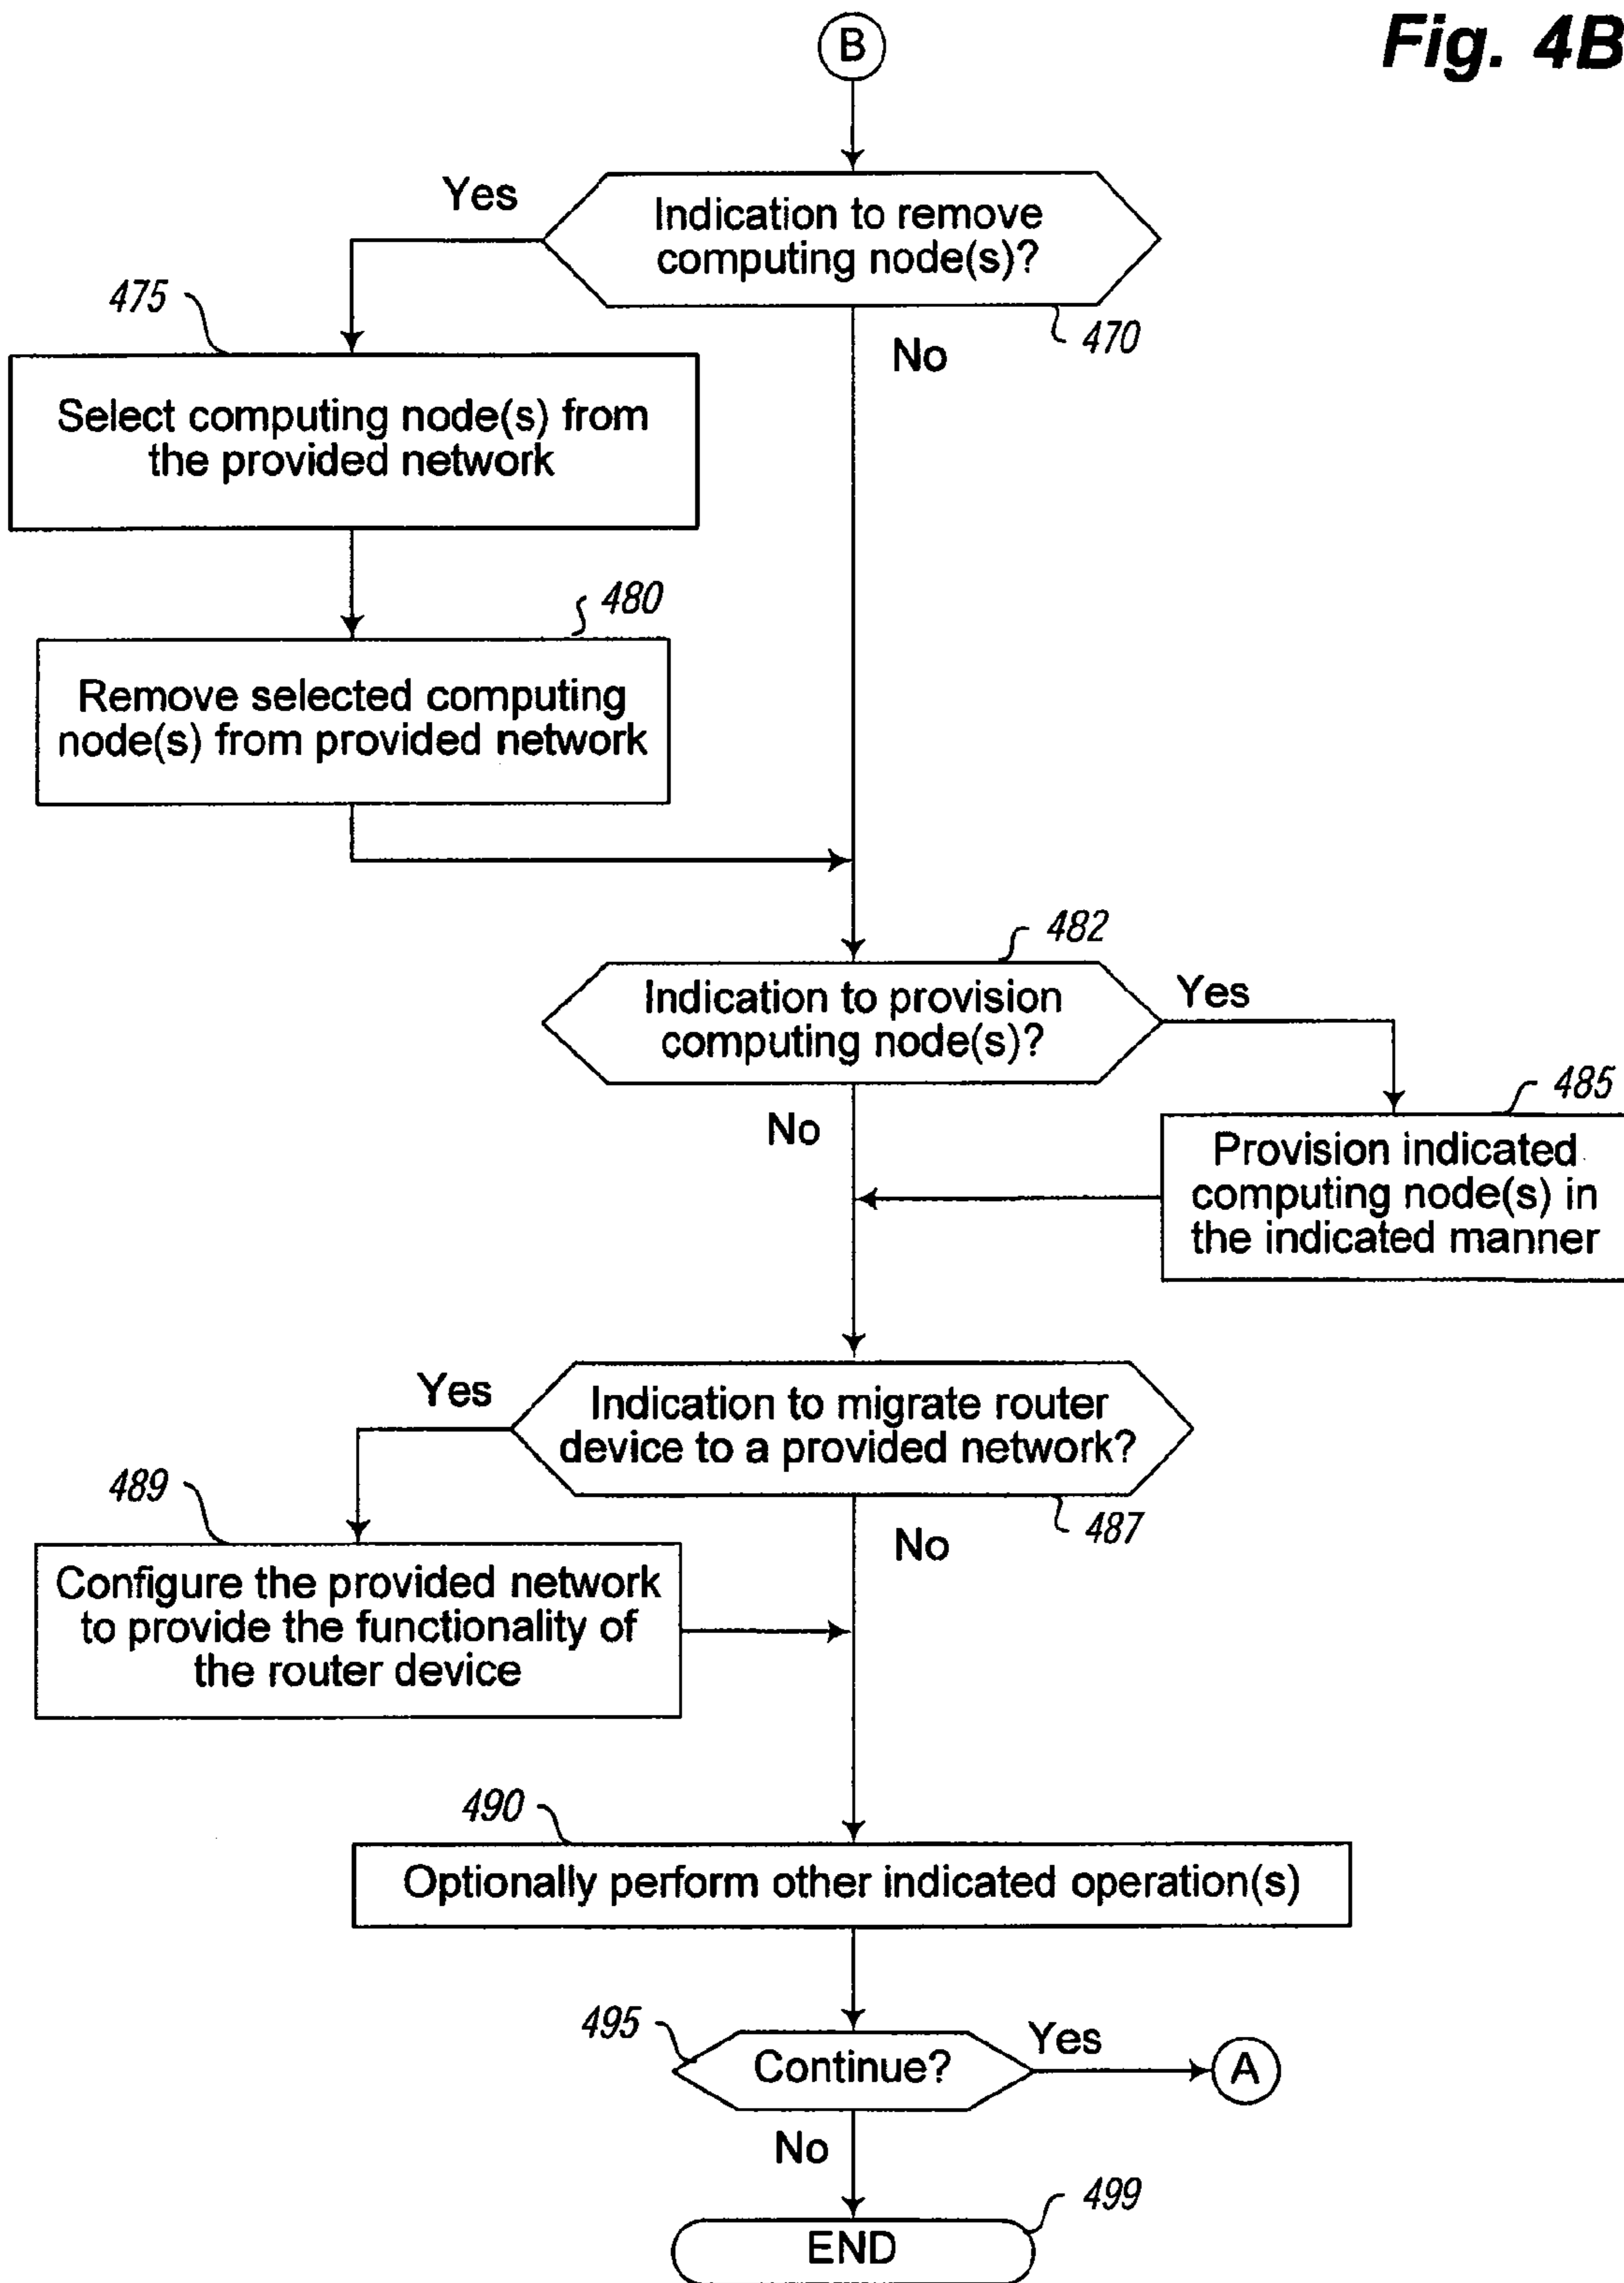 Fig. 4B
B
Yes
Indication to remove
computing node(s)?
470
No
475
Select computing node(s) from
the provided network
480
Remove selected computing
node(s) from provided network
482
Indication to provision
computing node(s)?
Yes
No
485
Provision indicated
computing node(s) in
the indicated manner
Yes
Indication to migrate router
device to a provided network?
487
No
489
Configure the provided network
to provide the functionality of
the router device
490
Optionally perform other indicated operation(s)
495
Continue?
Yes
A
No
499
END